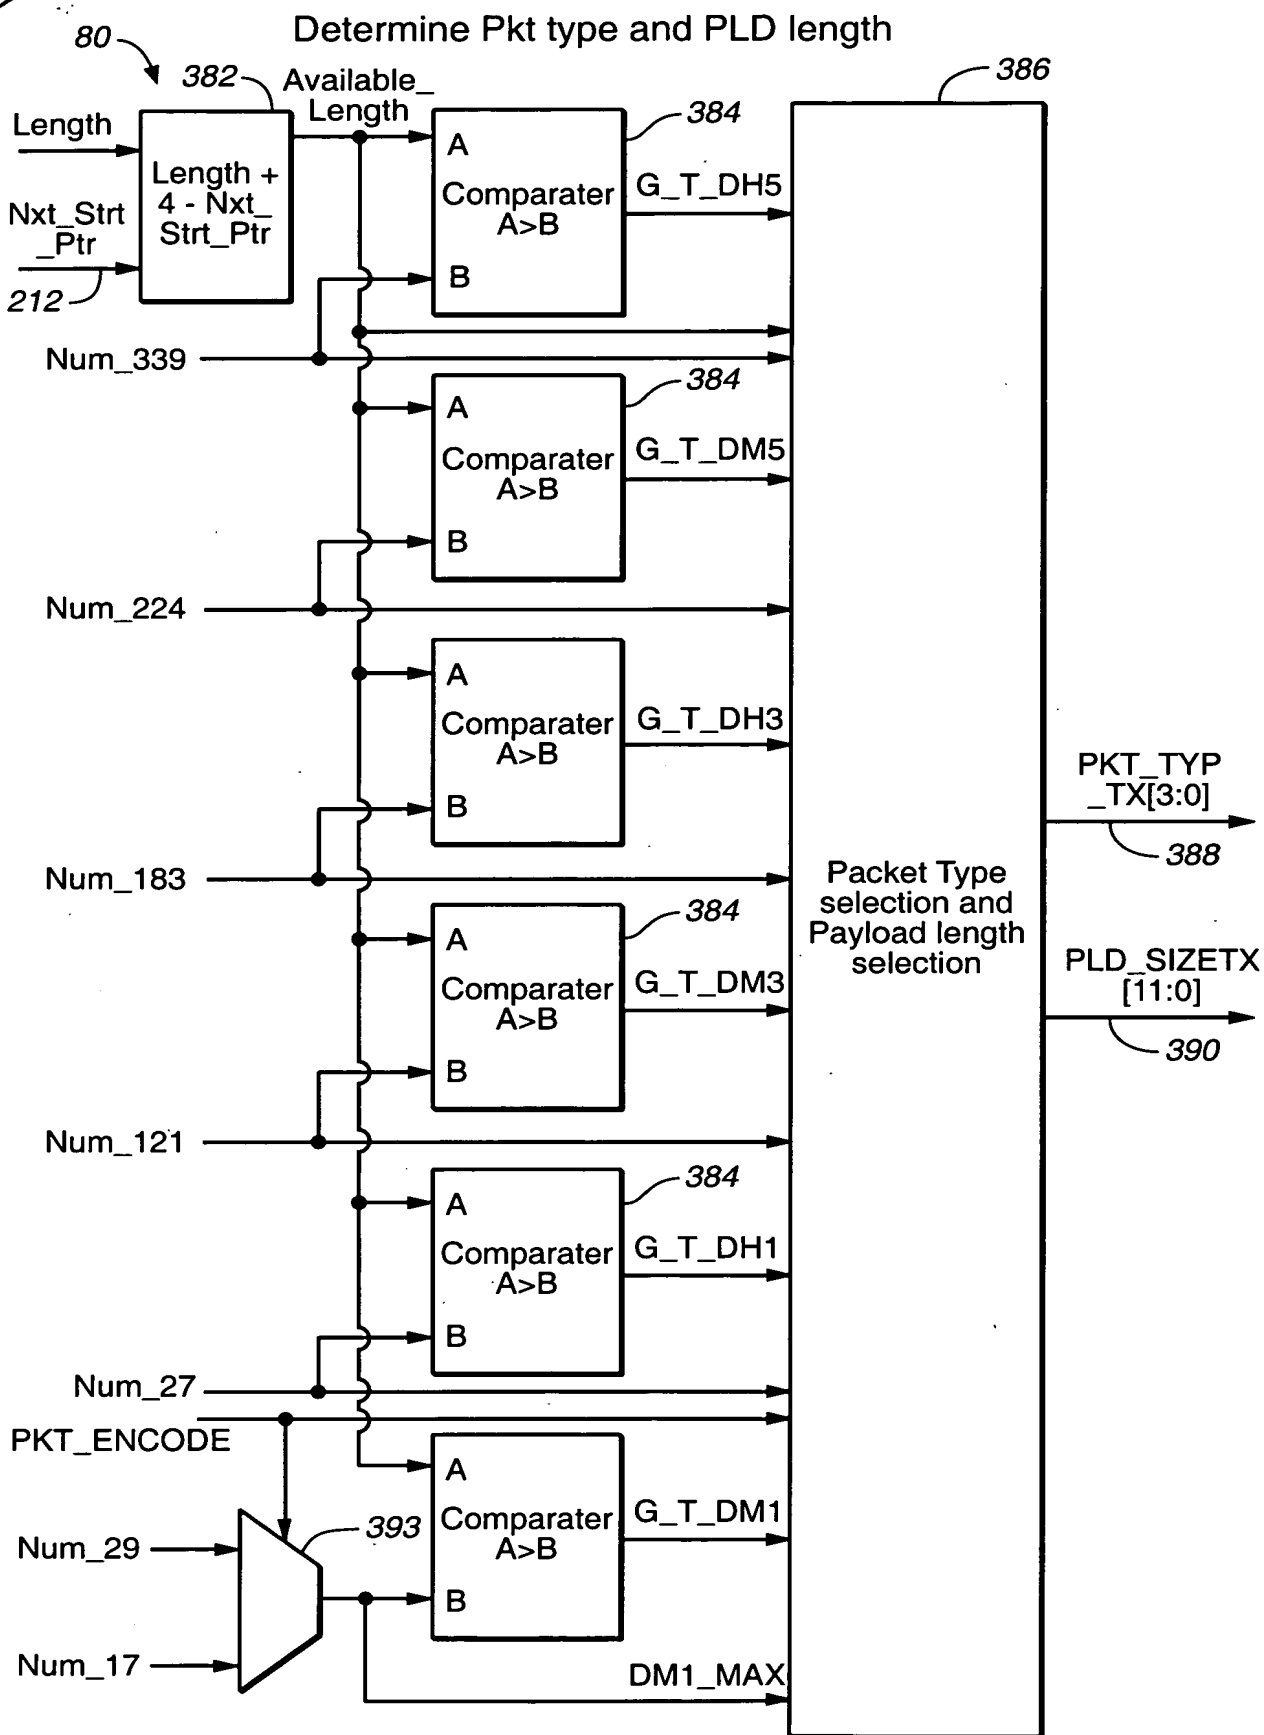 Determine Pkt type and PLD length
80
382
Available_
Length
384
386
Length
Length +
4 - Nxt_
Strt_Ptr
Nxt_Strt
_Ptr
212
A
Comparater
A>B
B
G_T_DH5
Num_339
384
A
Comparater
A>B
B
G_T_DM5
Num_224
A
Comparater
A>B
B
G_T_DH3
Num_183
PKT_TYP
_TX[3:0]
388
Packet Type
selection and
Payload length
selection
384
A
Comparater
A>B
B
G_T_DM3
PLD_SIZETX
[11:0]
390
Num_121
384
A
Comparater
A>B
B
G_T_DH1
Num_27
PKT_ENCODE
A
Comparater
A>B
B
G_T_DM1
393
Num_29
Num_17
DM1_MAX